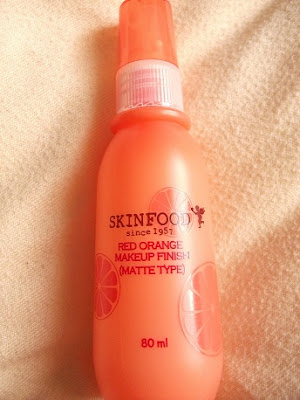 SKINFOOD
since 1957
RED ORANGE
MAKEUP FINISH
(MATTE TYPE)
80 ml